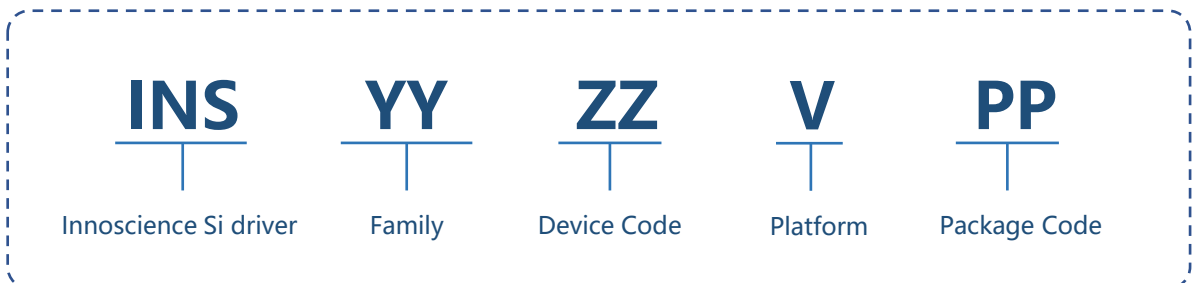 INS YY ZZ V PP
Innoscience Si driver Family Device Code Platform Package Code